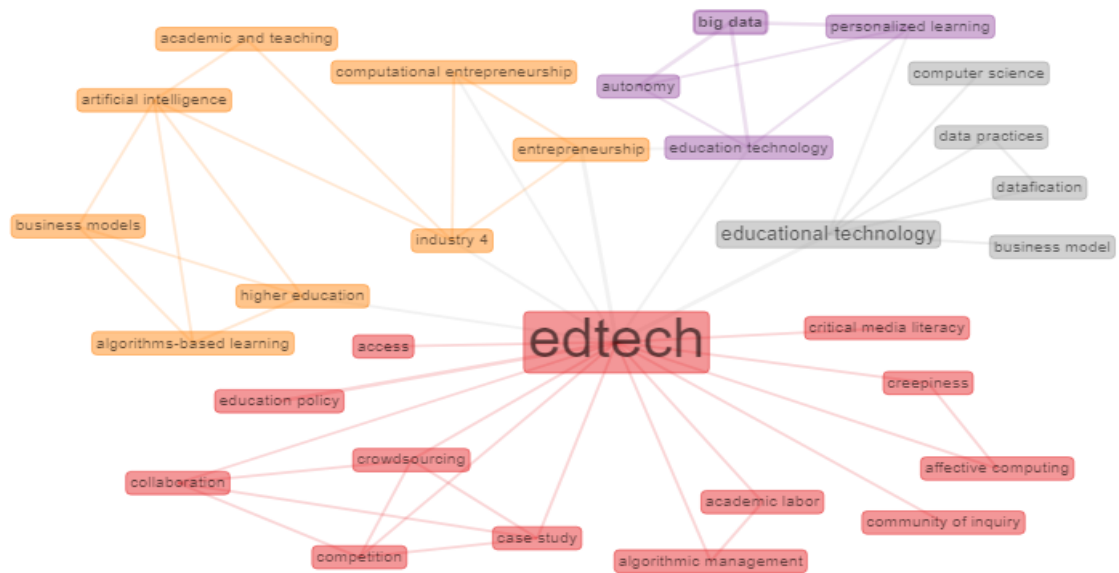 big data
personalized learning
academic and teaching
computational entrepreneurship
computer science
autonomy
artificial intelligence
data practices
entrepreneurship
education technology
datafication
business models
educational technology
industry 4
business model
higher education
critical media literacy
edtech
algorithms-based learning
access
creepiness
education policy
crowdsourcing
affective computing
collaboration
academic labor
community of inquiry
case study
competition
algorithmic management